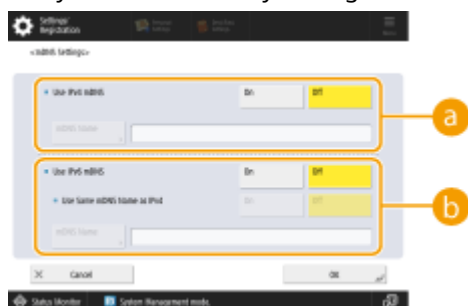 Settings/
Registration
Menu
<mDNS Settings>
Use IPv4 mDNS
On
Off
mDNS Name
a
Use IPv6 mDNS
On
Off
Use Same mDNS Name as IPv4
On
Off
mDNS Name
b
Cancel
OK
Status Monitor
System Management mode.